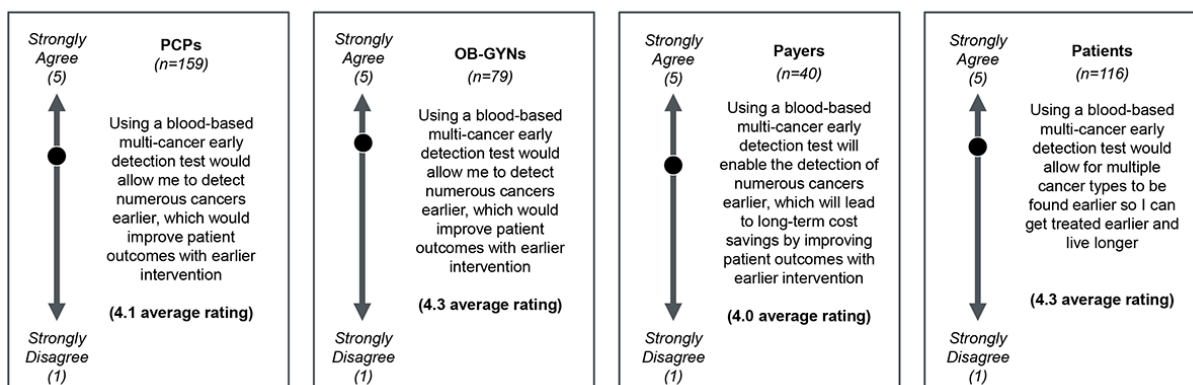 Strongly
Agree
(5)
PCPs
(n=159)
Using a blood-based
multi-cancer early
detection test would
allow me to detect
numerous cancers
earlier, which would
improve patient
outcomes with earlier
intervention
(4.1 average rating)
Strongly
Disagree
(1)
Strongly
Agree
(5)
OB-GYNs
(n=79)
Using a blood-based
multi-cancer early
detection test would
allow me to detect
numerous cancers
earlier, which would
improve patient
outcomes with earlier
intervention
(4.3 average rating)
Strongly
Disagree
(1)
Strongly
Agree
(5)
Payers
(n=40)
Using a blood-based
multi-cancer early
detection test will
enable the detection of
numerous cancers
earlier, which will lead
to long-term cost
savings by improving
patient outcomes with
earlier intervention
(4.0 average rating)
Strongly
Disagree
(1)
Strongly
Agree
(5)
Patients
(n=116)
Using a blood-based
multi-cancer early
detection test would
allow for multiple
cancer types to be
found earlier so I can
get treated earlier and
live longer
(4.3 average rating)
Strongly
Disagree
(1)